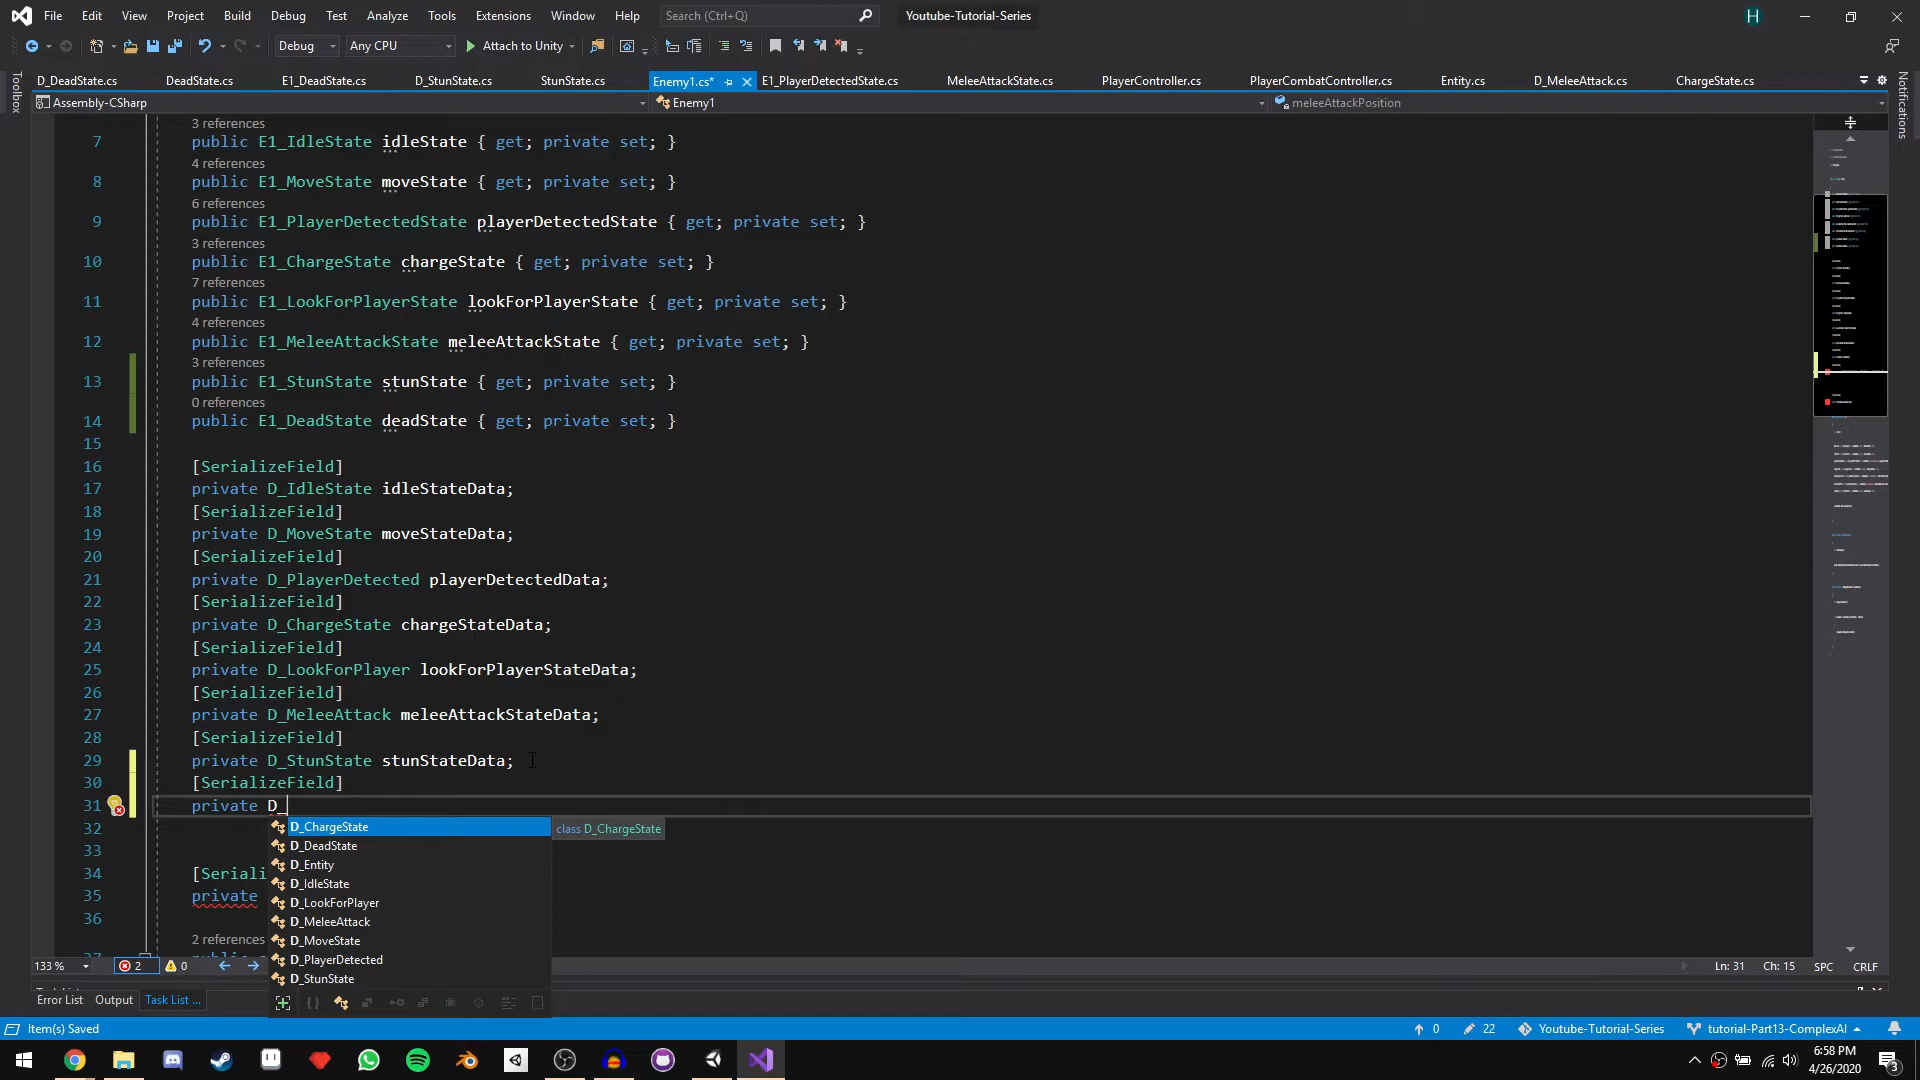 File Edit View Project Build Debug Test Analyze Tools Extensions Window Help Search (Ctrl+Q) Youtube-Tutorial-Series H
Debug Any CPU Attach to Unity
D_DeadState.cs DeadState.cs E1_DeadState.cs D_StunState.cs StunState.cs Enemy1.cs* E1_PlayerDetectedState.cs MeleeAttackState.cs PlayerController.cs PlayerCombatController.cs Entity.cs D_MeleeAttack.cs ChargeState.cs
Toolbox
Notifications
Assembly-CSharp Enemy1 meleeAttackPosition
3 references
7 public E1_IdleState idleState { get; private set; }
4 references
8 public E1_MoveState moveState { get; private set; }
6 references
9 public E1_PlayerDetectedState playerDetectedState { get; private set; }
3 references
10 public E1_ChargeState chargeState { get; private set; }
7 references
11 public E1_LookForPlayerState lookForPlayerState { get; private set; }
4 references
12 public E1_MeleeAttackState meleeAttackState { get; private set; }
3 references
13 public E1_StunState stunState { get; private set; }
0 references
14 public E1_DeadState deadState { get; private set; }
15
16 [SerializeField]
17 private D_IdleState idleStateData;
18 [SerializeField]
19 private D_MoveState moveStateData;
20 [SerializeField]
21 private D_PlayerDetected playerDetectedData;
22 [SerializeField]
23 private D_ChargeState chargeStateData;
24 [SerializeField]
25 private D_LookForPlayer lookForPlayerStateData;
26 [SerializeField]
27 private D_MeleeAttack meleeAttackStateData;
28 [SerializeField]
29 private D_StunState stunStateData;
30 [SerializeField]
31 private D_
D_ChargeState class D_ChargeState
D_DeadState
D_Entity
D_IdleState
D_LookForPlayer
D_MeleeAttack
D_MoveState
D_PlayerDetected
D_StunState
32
33
34 [Seriali
35 private
36
2 references
133 % 2 0 Ln: 31 Ch: 15 SPC CRLF
Error List Output Task List ...
Item(s) Saved 0 22 Youtube-Tutorial-Series tutorial-Part13-ComplexAI
6:58 PM
4/26/2020
3